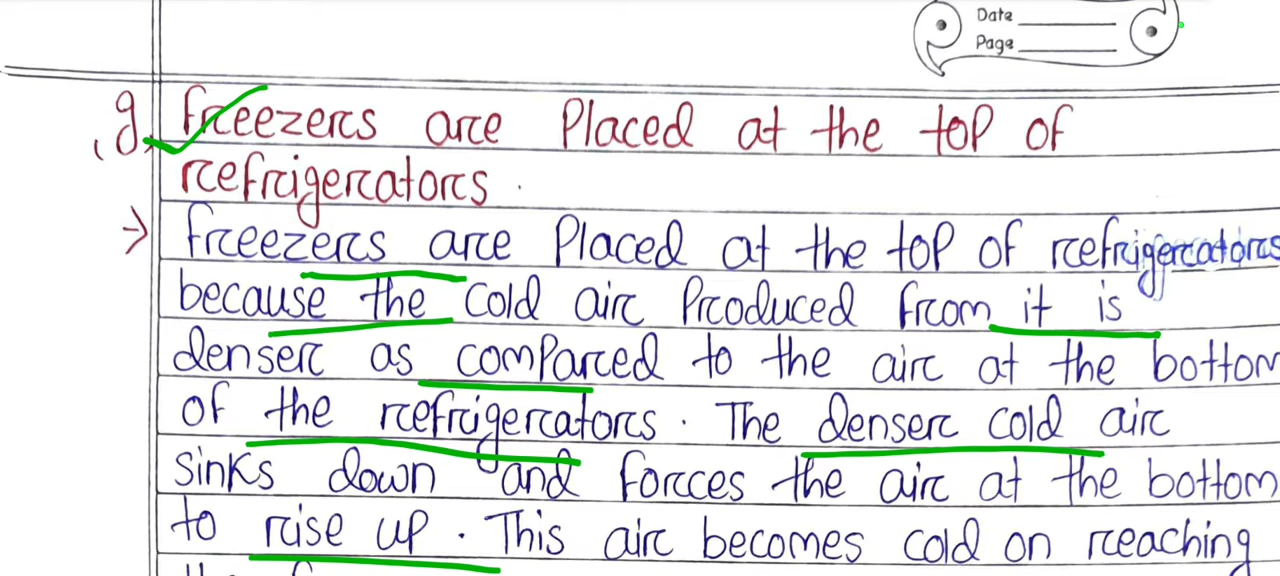 Date
Page
g. Freezers are Placed at the top of
refrigerators.
→ Freezers are Placed at the top of refrigerators
because the cold air Produced from it is
denser as comPared to the air at the bottom
of the refrigerators. The denser cold air
sinks down and forces the air at the bottom
to rise up. This air becomes cold on reaching